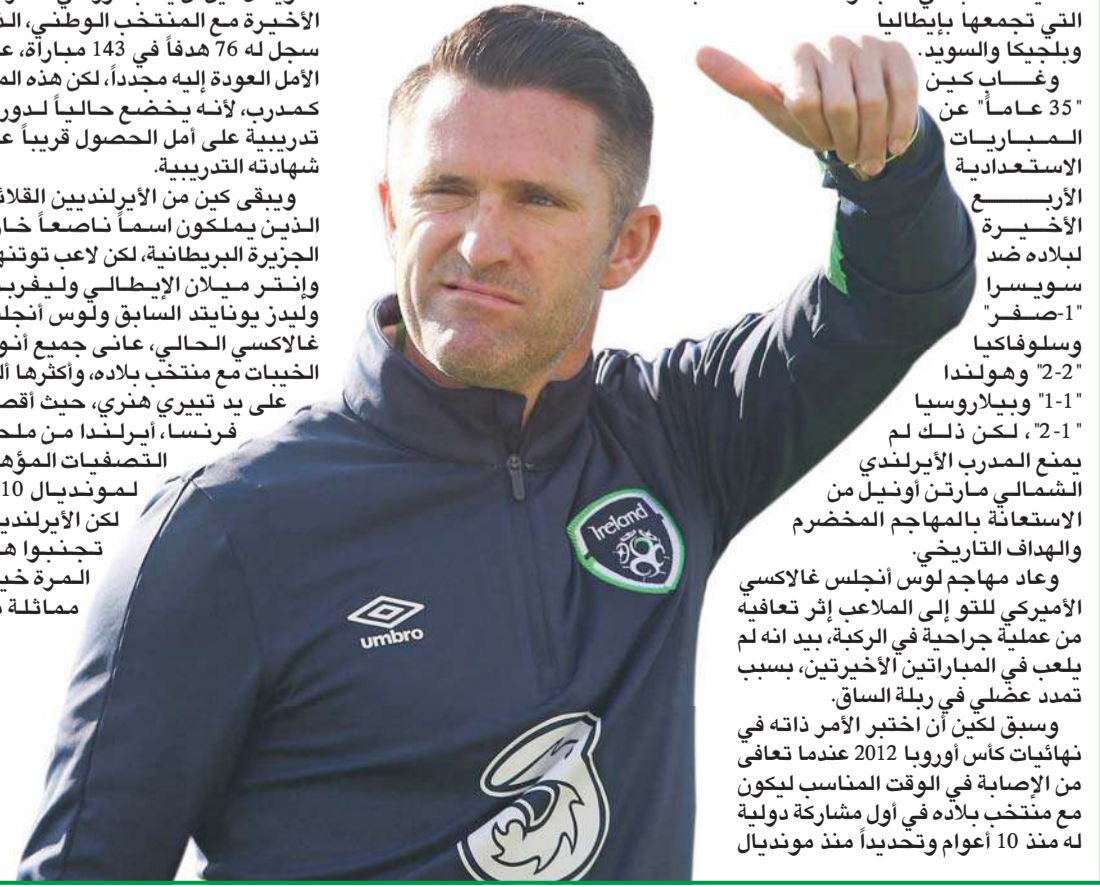 التي تجمعها بإيطاليا
وبلجيكا والسويد.
وغاب كين
"35 عاماً" عن
المباريات
الاستعدادية
الأربع
الأخيرة
لبلاده ضد
سويسرا
"1-صفر"
وسلوفاكيا
"2-2" وهولندا
"1-1" وبيلاروسيا
"1-2"، لكن ذلك لم
يمنع المدرب الأيرلندي
الشمالي مارتن أونيل من
الاستعانة بالمهاجم المخضرم
والهداف التاريخي.
وعاد مهاجم لوس أنجلس غالاكسي
الأميركي للتو إلى الملاعب إثر تعافيه
من عملية جراحية في الركبة، بيد انه لم
يلعب في المباراتين الأخيرتين، بسبب
تمدد عضلي في ربلة الساق.
وسبق لكين أن اختبر الأمر ذاته في
نهائيات كأس أوروبا 2012 عندما تعافى
من الإصابة في الوقت المناسب ليكون
مع منتخب بلاده في أول مشاركة دولية
له منذ 10 أعوام وتحديداً منذ مونديال
الأخيرة مع المنتخب الوطني،
سجل له 76 هدفاً في 143 مباراة،
الأمل العودة إليه مجدداً، لكن هذه
كمدرب، لأنه يخضع حالياً
تدريبية على أمل الحصول قريباً
شهادته التدريبية.
ويبقى كين من الأيرلنديين
الذين يملكون اسماً ناصعاً
الجزيرة البريطانية، لكن لاعب
وإنتر ميلان الإيطالي
وليدز يونايتد السابق ولوس
غالاكسي الحالي، عانى جميع
الخيبات مع منتخب بلاده، وأكثرها
على يد تييري هنري، حيث
فرنسا، أيرلندا من
التصفيات
لمونديال
لكن
تجنبوا
المرة
مماثلة
Ireland
umbro